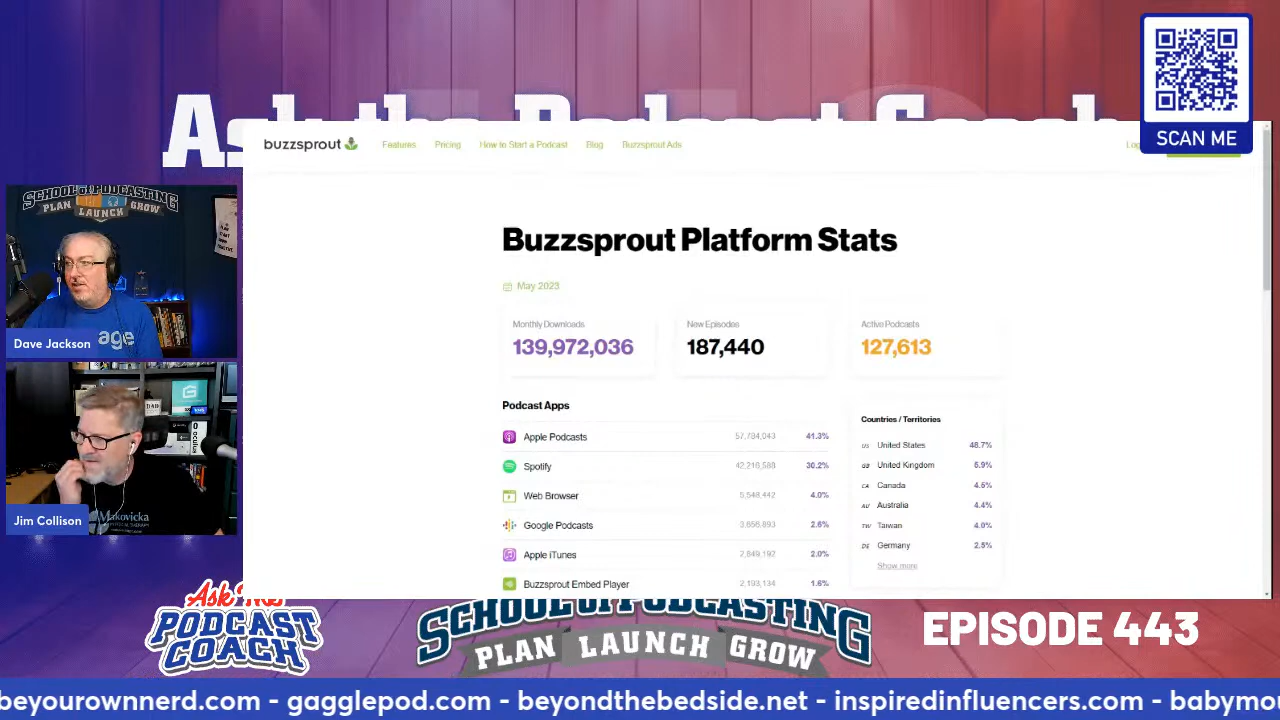 Ask the Podcast Coach
SCAN ME
buzzsprout
Features Pricing How to Start a Podcast Blog Buzzsprout Ads
Buzzsprout Platform Stats
May 2023
Monthly Downloads
139,972,036
New Episodes
187,440
Active Podcasts
127,613
Podcast Apps
Apple Podcasts 57,784,043 41.3%
Spotify 42,216,588 30.2%
Web Browser 5,548,442 4.0%
Google Podcasts 3,656,893 2.6%
Apple iTunes 2,849,192 2.0%
Buzzsprout Embed Player 2,193,134 1.6%
Countries / Territories
US United States 48.7%
GB United Kingdom 5.9%
CA Canada 4.5%
AU Australia 4.4%
TW Taiwan 4.0%
DE Germany 2.5%
Show more
SCHOOL OF PODCASTING
PLAN LAUNCH GROW
age
Dave Jackson
Makovicka
Jim Collison
Ask The
PODCAST
COACH
SCHOOL OF PODCASTING
PLAN LAUNCH GROW
EPISODE 443
beyourownnerd.com - gagglepod.com - beyondthebedside.net - inspiredinfluencers.com - babymo